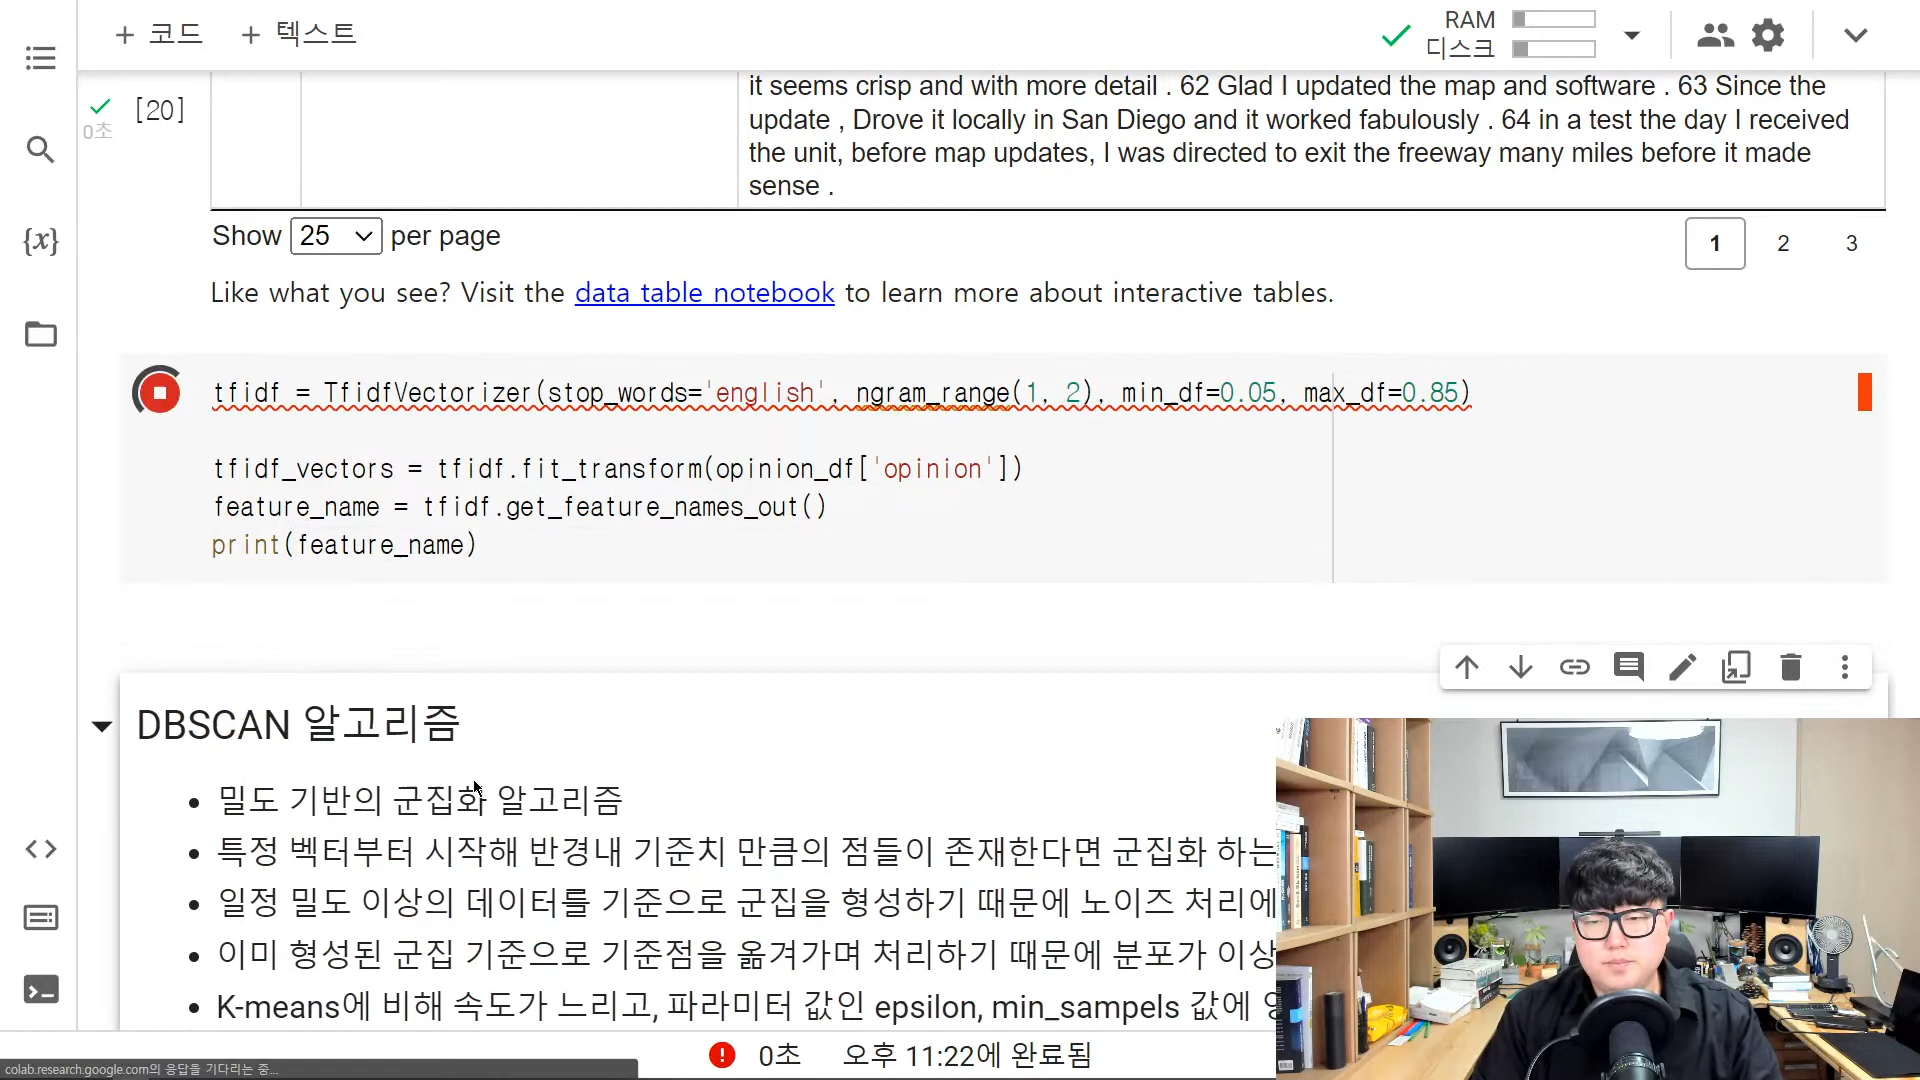 + 코드 + 텍스트
RAM
디스크
it seems crisp and with more detail . 62 Glad I updated the map and software . 63 Since the
[20]
0초
update , Drove it locally in San Diego and it worked fabulously . 64 in a test the day I received
the unit, before map updates, I was directed to exit the freeway many miles before it made
sense .
Show 25 per page
1 2 3
Like what you see? Visit the data table notebook to learn more about interactive tables.
{x}
tfidf = TfidfVectorizer(stop_words='english', ngram_range(1, 2), min_df=0.05, max_df=0.85)
tfidf_vectors = tfidf.fit_transform(opinion_df['opinion'])
feature_name = tfidf.get_feature_names_out()
print(feature_name)
DBSCAN 알고리즘
• 밀도 기반의 군집화 알고리즘
• 특정 벡터부터 시작해 반경내 기준치 만큼의 점들이 존재한다면 군집화 하는
• 일정 밀도 이상의 데이터를 기준으로 군집을 형성하기 때문에 노이즈 처리에
• 이미 형성된 군집 기준으로 기준점을 옮겨가며 처리하기 때문에 분포가 이상
• K-means에 비해 속도가 느리고, 파라미터 값인 epsilon, min_sampels 값에
0초 오후 11:22에 완료됨
colab.research.google.com의 응답을 기다리는 중...